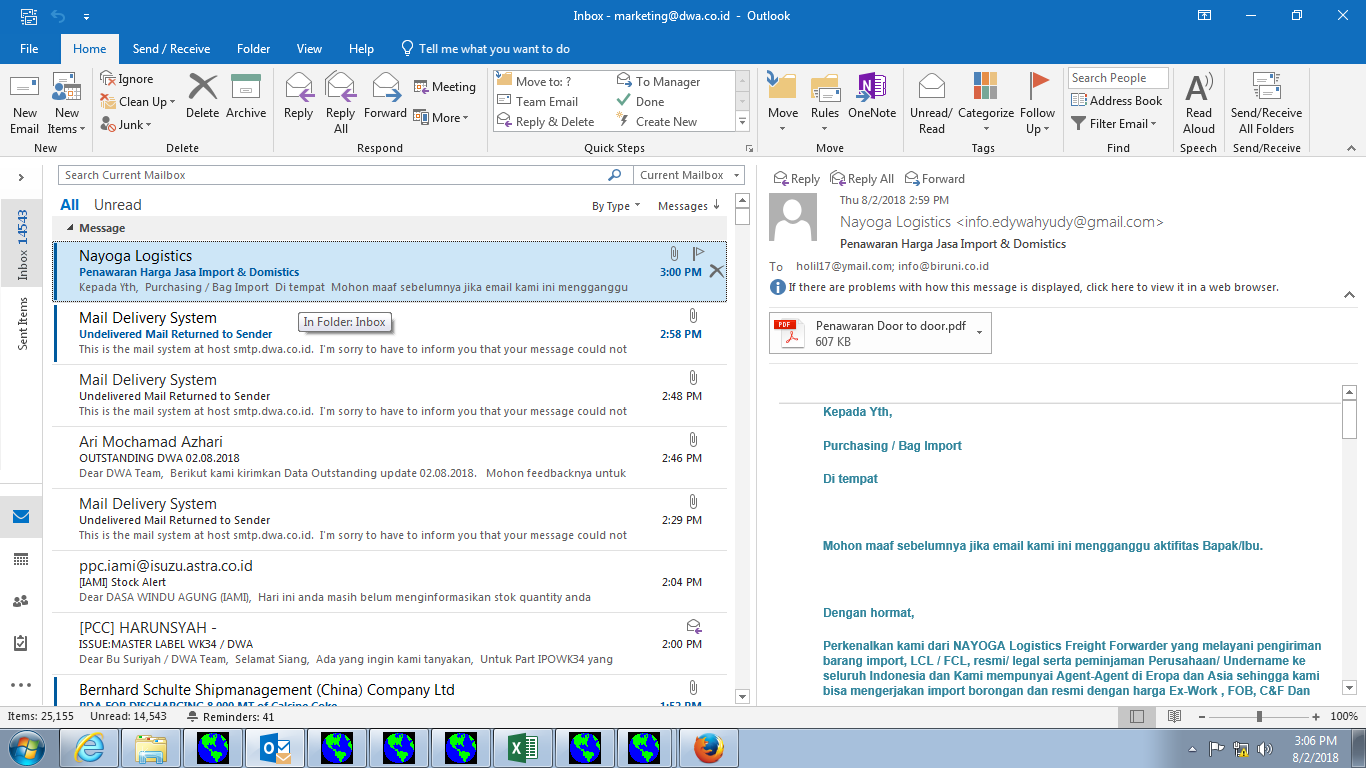 Inbox - marketing@dwa.co.id - Outlook
File Home Send / Receive Folder View Help Tell me what you want to do
New Email
New Items
New
Ignore
Clean Up
Junk
Delete
Archive
Delete
Reply
Reply All
Forward
Meeting
More
Respond
Move to: ?
Team Email
Reply & Delete
To Manager
Done
Create New
Quick Steps
Move
Rules
OneNote
Move
Unread/ Read
Categorize
Follow Up
Tags
Search People
Address Book
Filter Email
Find
Read Aloud
Speech
Send/Receive All Folders
Send/Receive
Inbox 14543
Sent Items
Search Current Mailbox
Current Mailbox
All Unread
By Type Messages
Message
Nayoga Logistics
Penawaran Harga Jasa Import & Domistics 3:00 PM
Kepada Yth, Purchasing / Bag Import Di tempat Mohon maaf sebelumnya jika email kami ini mengganggu
Mail Delivery System
In Folder: Inbox
Undelivered Mail Returned to Sender 2:58 PM
This is the mail system at host smtp.dwa.co.id. I'm sorry to have to inform you that your message could not
Mail Delivery System
Undelivered Mail Returned to Sender 2:48 PM
This is the mail system at host smtp.dwa.co.id. I'm sorry to have to inform you that your message could not
Ari Mochamad Azhari
OUTSTANDING DWA 02.08.2018 2:46 PM
Dear DWA Team, Berikut kami kirimkan Data Outstanding update 02.08.2018. Mohon feedbacknya untuk
Mail Delivery System
Undelivered Mail Returned to Sender 2:29 PM
This is the mail system at host smtp.dwa.co.id. I'm sorry to have to inform you that your message could not
ppc.iami@isuzu.astra.co.id
[IAMI] Stock Alert 2:04 PM
Dear DASA WINDU AGUNG (IAMI), Hari ini anda masih belum menginformasikan stok quantity anda
[PCC] HARUNSYAH -
ISSUE:MASTER LABEL WK34 / DWA 2:00 PM
Dear Bu Suriyah / DWA Team, Selamat Siang, Ada yang ingin kami tanyakan, Untuk Part IPOWK34 yang
Bernhard Schulte Shipmanagement (China) Company Ltd
PDA FOR DISCHARGING 8,000 MT of Calcine Coke 1:52 PM
Reply Reply All Forward
Thu 8/2/2018 2:59 PM
Nayoga Logistics <info.edywahyudy@gmail.com>
Penawaran Harga Jasa Import & Domistics
To holil17@ymail.com; info@biruni.co.id
If there are problems with how this message is displayed, click here to view it in a web browser.
PDF
Penawaran Door to door.pdf
607 KB
Kepada Yth,
Purchasing / Bag Import
Di tempat
Mohon maaf sebelumnya jika email kami ini mengganggu aktifitas Bapak/Ibu.
Dengan hormat,
Perkenalkan kami dari NAYOGA Logistics Freight Forwarder yang melayani pengiriman
barang import, LCL / FCL, resmi/ legal serta peminjaman Perusahaan/ Undername ke
seluruh Indonesia dan Kami mempunyai Agent-Agent di Eropa dan Asia sehingga kami
bisa mengerjakan import borongan dan resmi dengan harga Ex-Work , FOB, C&F Dan
Items: 25,155 Unread: 14,543 Reminders: 41
100%
3:06 PM
8/2/2018